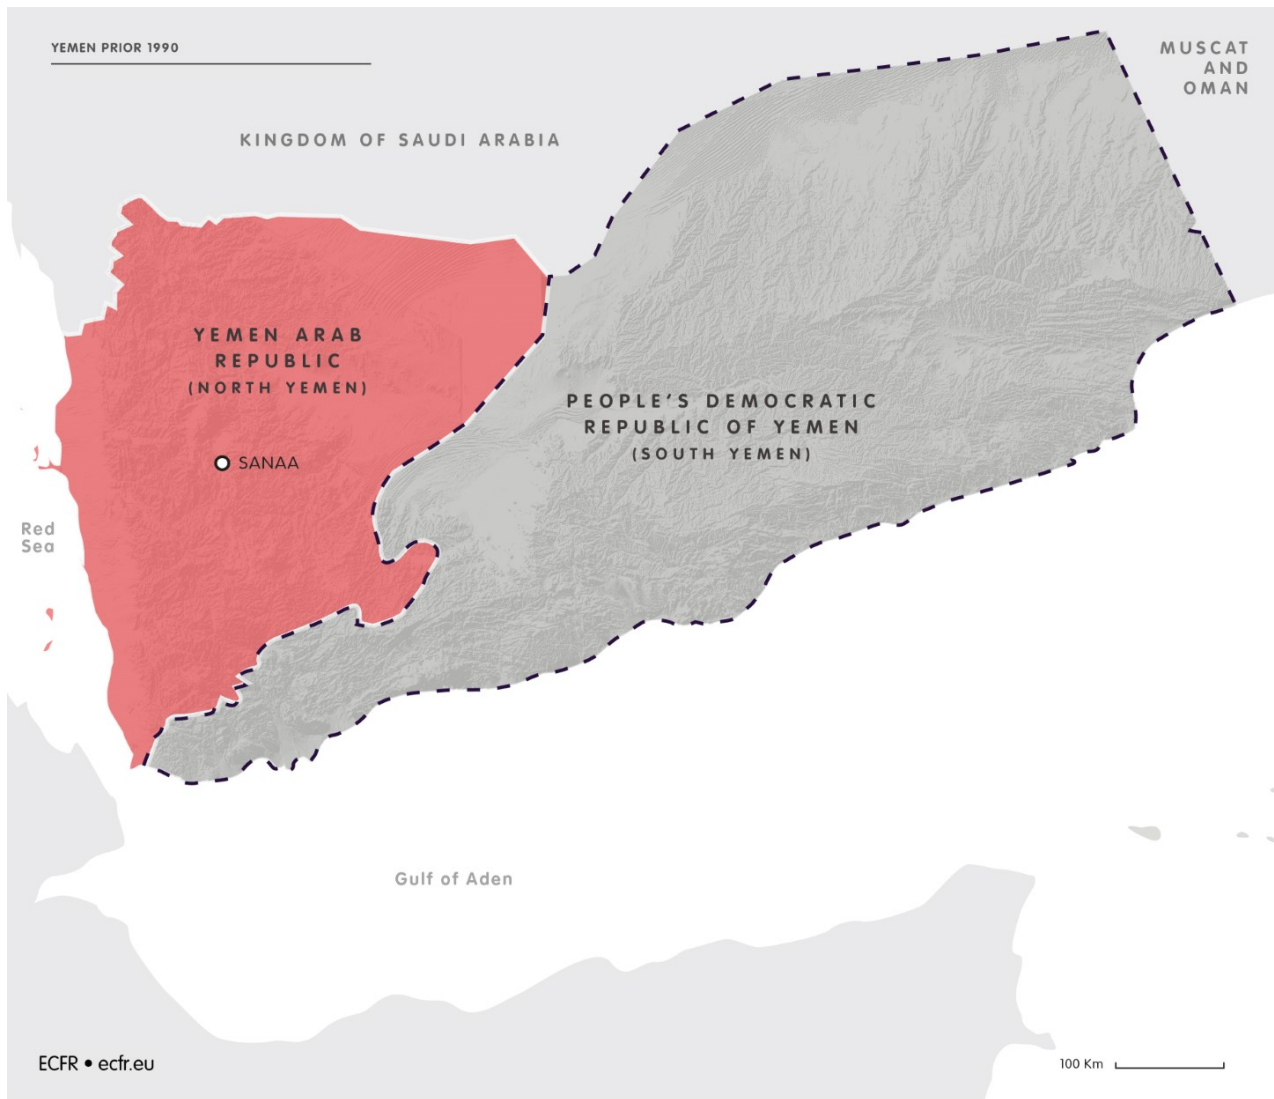 YEMEN PRIOR 1990
MUSCAT
AND
OMAN
KINGDOM OF SAUDI ARABIA
YEMEN ARAB
REPUBLIC
(NORTH YEMEN)
PEOPLE'S DEMOCRATIC
REPUBLIC OF YEMEN
(SOUTH YEMEN)
SANAA
Red
Sea
Gulf of Aden
ECFR • ecfr.eu
100 Km